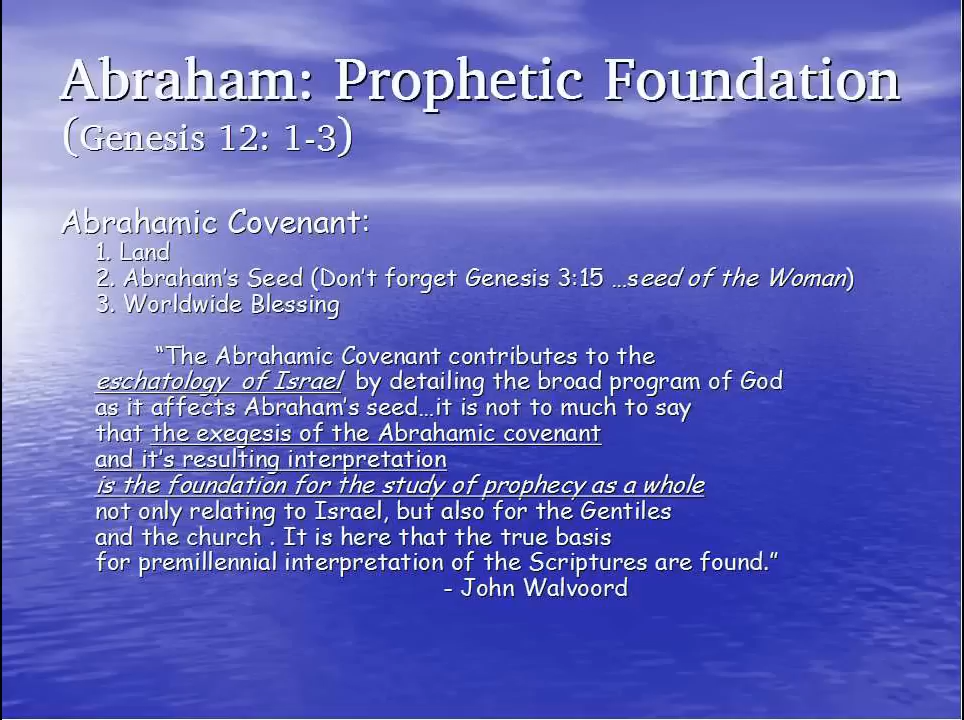 Abraham: Prophetic Foundation
(Genesis 12: 1-3)
Abrahamic Covenant:
1. Land
2. Abraham's Seed (Don't forget Genesis 3:15 ...seed of the Woman)
3. Worldwide Blessing
“The Abrahamic Covenant contributes to the
eschatology of Israel by detailing the broad program of God
as it affects Abraham's seed...it is not to much to say
that the exegesis of the Abrahamic covenant
and it's resulting interpretation
is the foundation for the study of prophecy as a whole
not only relating to Israel, but also for the Gentiles
and the church . It is here that the true basis
for premillennial interpretation of the Scriptures are found.”
- John Walvoord